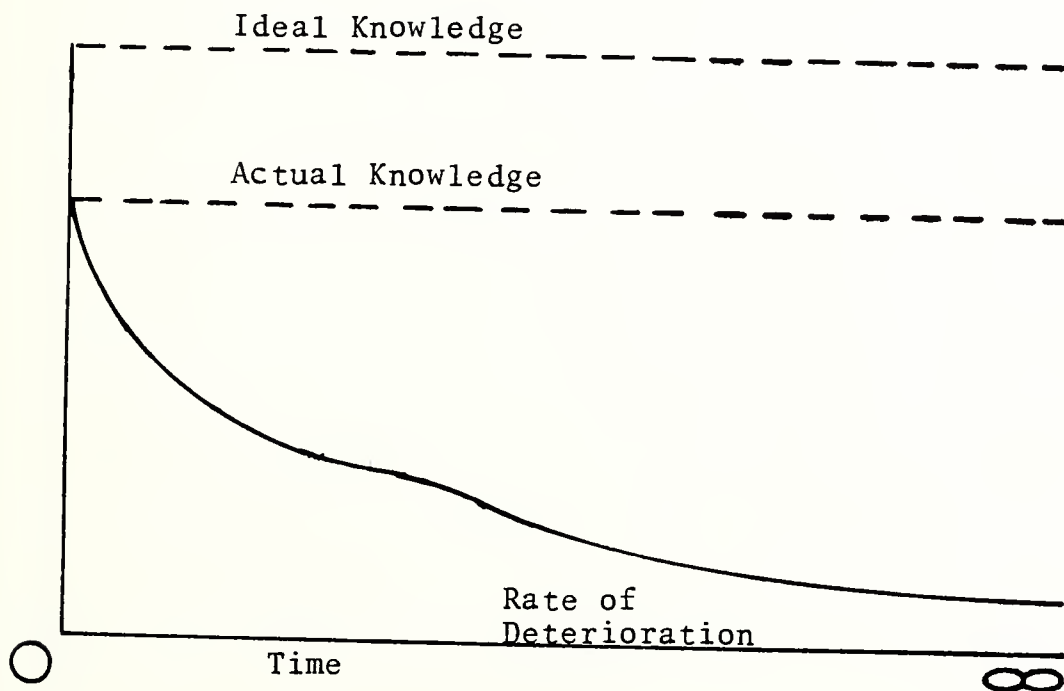 Ideal Knowledge
Actual Knowledge
Rate of
Deterioration
O Time ∞